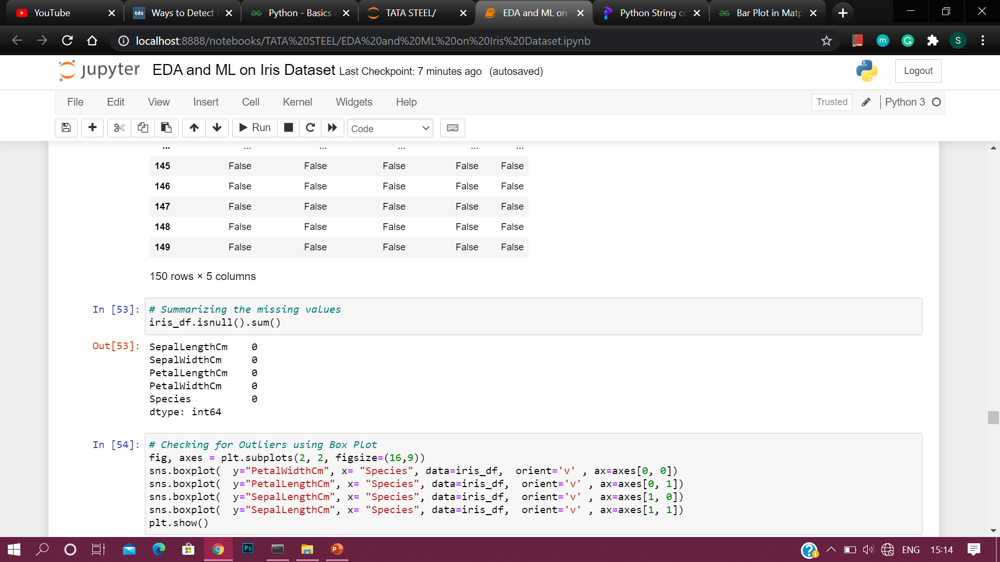 YouTube
tds Ways to Detect
Python - Basics
TATA STEEL/
EDA and ML on
Python String co
Bar Plot in Matp
localhost:8888/notebooks/TATA%20STEEL/EDA%20and%20ML%20on%20Iris%20Dataset.ipynb
m
G
S
jupyter EDA and ML on Iris Dataset Last Checkpoint: 7 minutes ago (autosaved)
Logout
File Edit View Insert Cell Kernel Widgets Help
Trusted Python 3
Run Code
... ... ... ... ... ...
145 False False False False False
146 False False False False False
147 False False False False False
148 False False False False False
149 False False False False False
150 rows × 5 columns
In [53]: # Summarizing the missing values
iris_df.isnull().sum()
Out[53]: SepalLengthCm 0
SepalWidthCm 0
PetalLengthCm 0
PetalWidthCm 0
Species 0
dtype: int64
In [54]: # Checking for Outliers using Box Plot
fig, axes = plt.subplots(2, 2, figsize=(16,9))
sns.boxplot(  y="PetalWidthCm", x= "Species", data=iris_df,  orient='v' , ax=axes[0, 0])
sns.boxplot(  y="PetalLengthCm", x= "Species", data=iris_df,  orient='v' , ax=axes[0, 1])
sns.boxplot(  y="SepalLengthCm", x= "Species", data=iris_df,  orient='v' , ax=axes[1, 0])
sns.boxplot(  y="SepalLengthCm", x= "Species", data=iris_df,  orient='v' , ax=axes[1, 1])
plt.show()
Ps
P
ENG 15:14